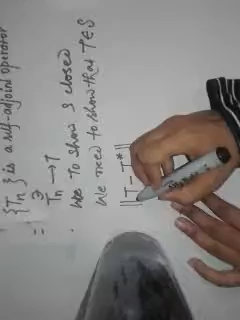 {Tn} is a self-adjoint operator
= ∋
Tn → T
. We To show S closed
We need to show that T∈S
||T - T*||